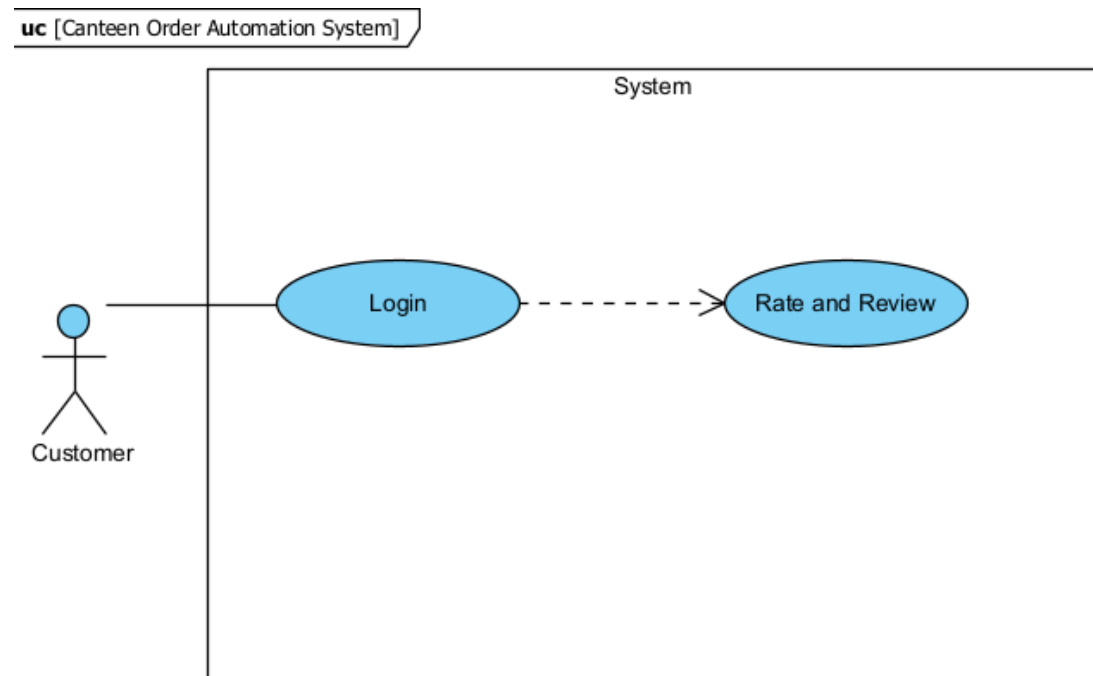 uc [Canteen Order Automation System]
System
Login
Rate and Review
Customer